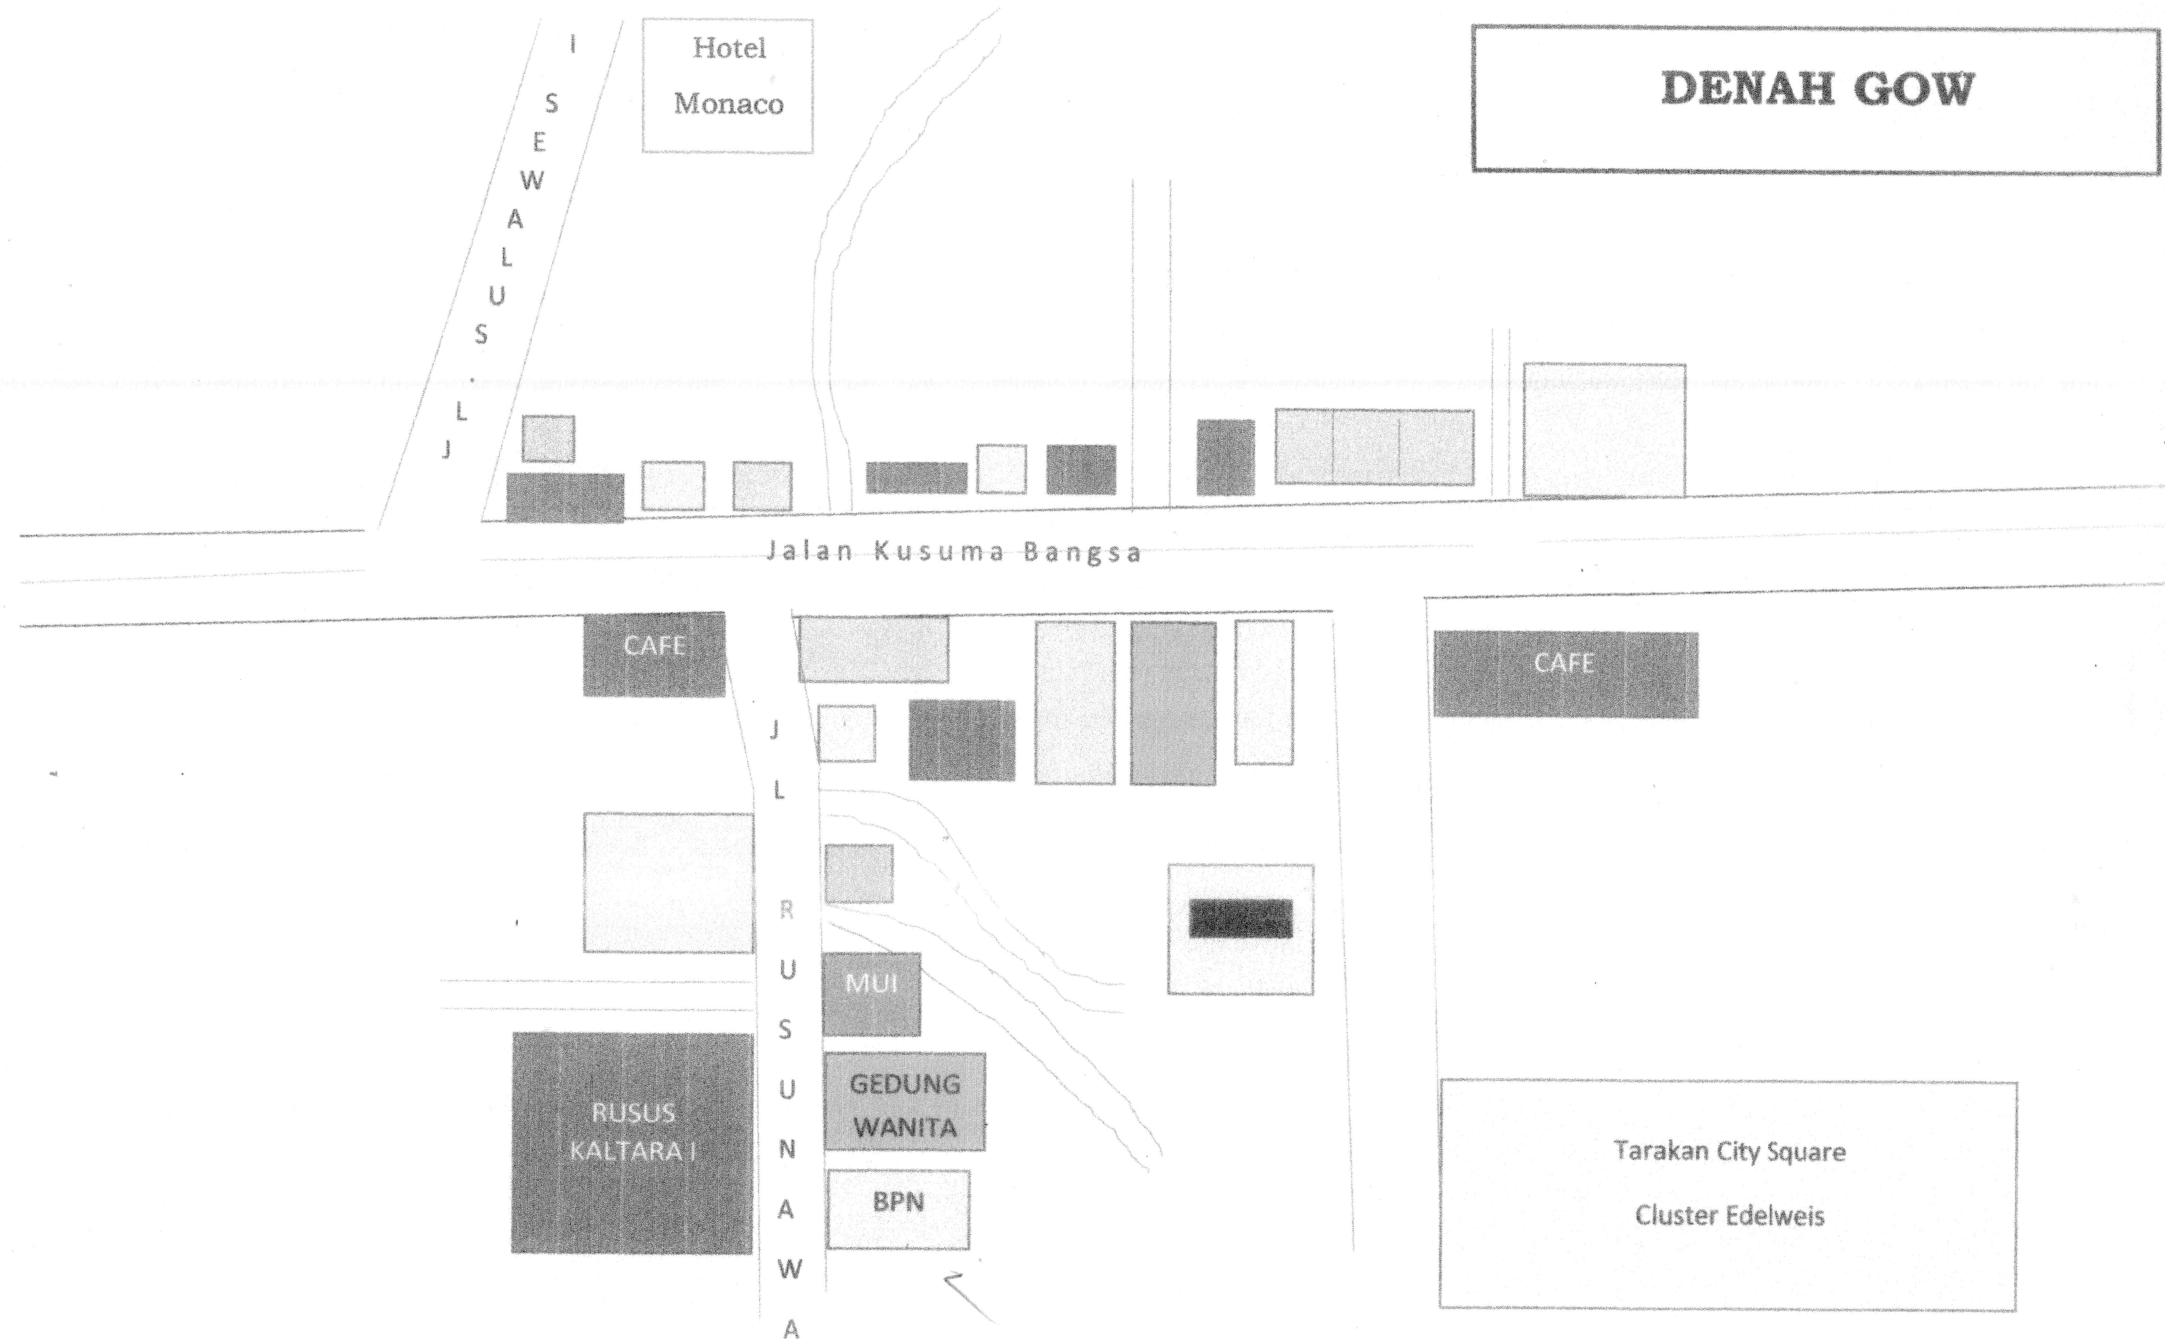 DENAH GOW
Hotel
Monaco
JL. SULAWESI
Jalan Kusuma Bangsa
CAFE
CAFE
JL RUSUNAWA
MUI
GEDUNG
WANITA
RUSUS
KALTARA I
BPN
Tarakan City Square
Cluster Edelweis